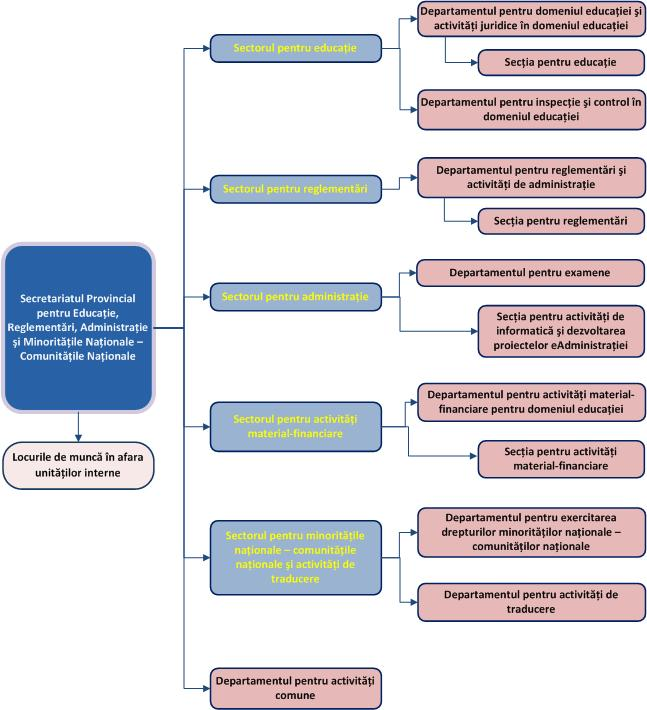 Departamentul pentru domeniul educației și
activități juridice în domeniul educației
Sectorul pentru educație
Secția pentru educație
Departamentul pentru inspecție și control în
domeniul educației
Departamentul pentru reglementări și
activități de administrație
Sectorul pentru reglementări
Secția pentru reglementări
Departamentul pentru examene
Sectorul pentru administrație
Secția pentru activități de
informatică și dezvoltarea
proiectelor eAdministrației
Secretariatul Provincial
pentru Educație,
Reglementări, Administrație
și Minoritățile Naționale –
Comunitățile Naționale
Locurile de muncă în afara
unităților interne
Departamentul pentru activități material-
financiare pentru domeniul educației
Sectorul pentru activități
material-financiare
Secția pentru activități
material-financiare
Departamentul pentru exercitarea
drepturilor minorităților naționale –
comunităților naționale
Sectorul pentru minoritățile
naționale – comunitățile
naționale și activități de
traducere
Departamentul pentru activități de
traducere
Departamentul pentru activități
comune